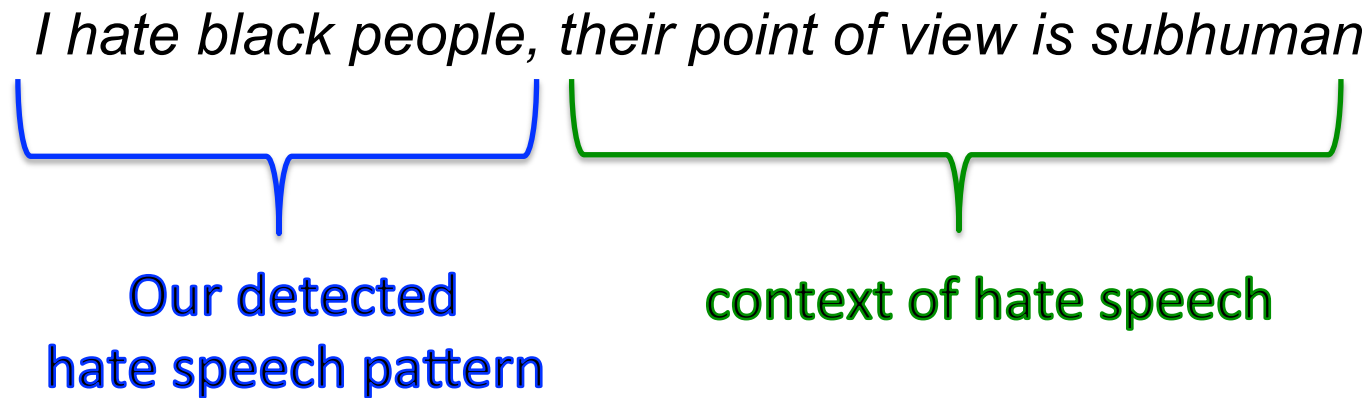 I hate black people, their point of view is subhuman
Our detected
hate speech pattern
context of hate speech